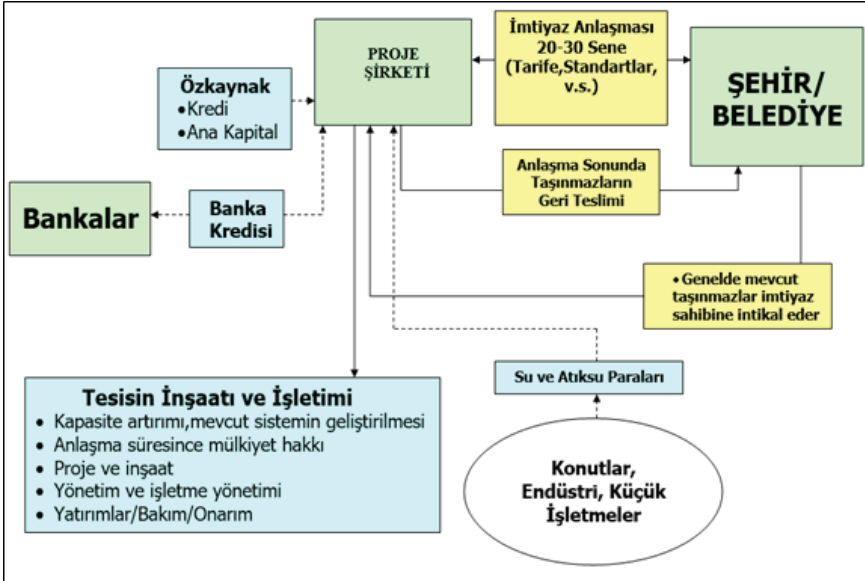 PROJE
ŞİRKETİ
İmtiyaz Anlaşması
20-30 Sene
(Tarife,Standartlar,
v.s.)
ŞEHİR/
BELEDİYE
Özkaynak
•Kredi
•Ana Kapital
Anlaşma Sonunda
Taşınmazların
Geri Teslimi
Bankalar
Banka
Kredisi
•Genelde mevcut
taşınmazlar imtiyaz
sahibine intikal eder
Su ve Atıksu Paraları
Tesisin İnşaatı ve İşletimi
• Kapasite artırımı,mevcut sistemin geliştirilmesi
• Anlaşma süresince mülkiyet hakkı
• Proje ve inşaat
• Yönetim ve işletme yönetimi
• Yatırımlar/Bakım/Onarım
Konutlar,
Endüstri, Küçük
İşletmeler